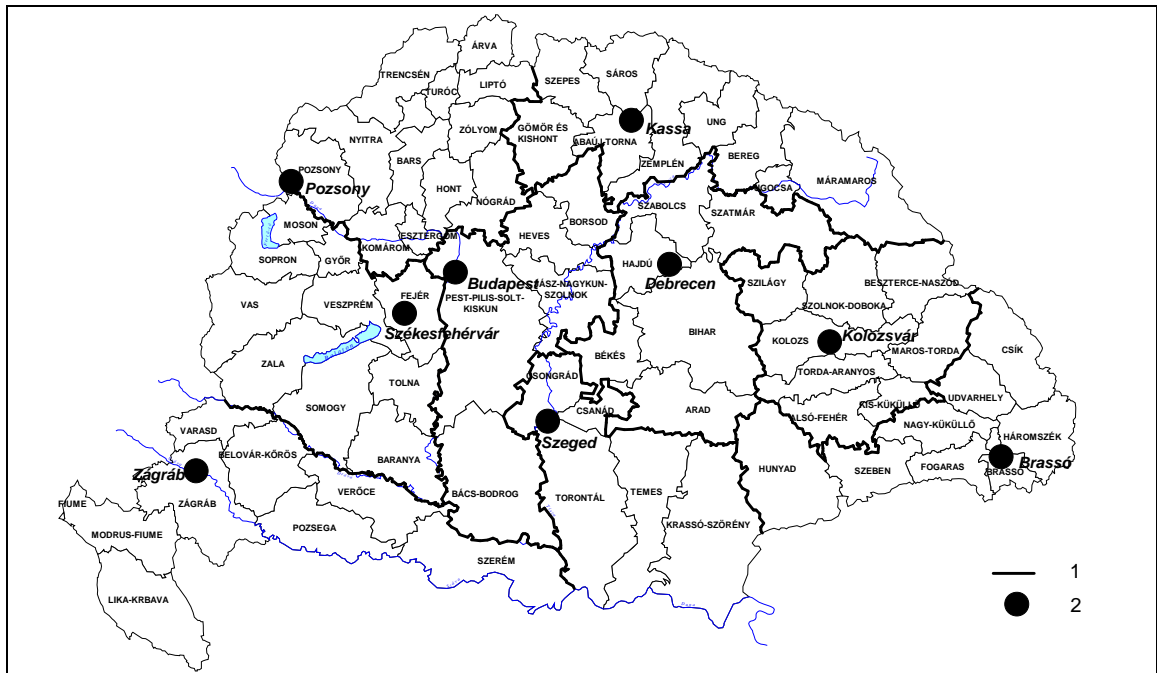 ÁRVA
TRENCSÉN
LIPTÓ
SZEPES
SÁROS
TURÓC
ZÓLYOM
GÖMÖR ÉS
KISHONT
Kassa
UNG
NYITRA
BARS
ABAÚJ-TORNA
ZEMPLÉN
BEREG
POZSONY
Pozsony
HONT
NÓGRÁD
UGOCSA
MÁRAMAROS
SZABOLCS
SZATMÁR
MOSON
SOPRON
GYŐR
KOMÁROM
ESZTERGOM
HEVES
BORSOD
HAJDÚ
Debrecen
Budapest
PEST-PILIS-SOLT-
KISKUN
JÁSZ-NAGYKUN-
SZOLNOK
SZILÁGY
BESZTERCE-NASZÓD
SZOLNOK-DOBOKA
VAS
VESZPRÉM
FEJÉR
Székesfehérvár
BIHAR
KOLOZS
Kolozsvár
MAROS-TORDA
CSÍK
ZALA
TOLNA
BÉKÉS
CSONGRÁD
TORDA-ARANYOS
UDVARHELY
SOMOGY
CSANÁD
ARAD
ALSÓ-FEHÉR
KIS-KÜKÜLLŐ
NAGY-KÜKÜLLŐ
HÁROMSZÉK
Szeged
VARASD
BELOVÁR-KŐRÖS
BARANYA
Zágráb
HUNYAD
SZEBEN
FOGARAS
BRASSÓ
Brassó
FIUME
ZÁGRÁB
VERŐCE
BÁCS-BODROG
TORONTÁL
TEMES
MODRUS-FIUME
POZSEGA
KRASSÓ-SZÖRÉNY
SZERÉM
LIKA-KRBAVA
1
2